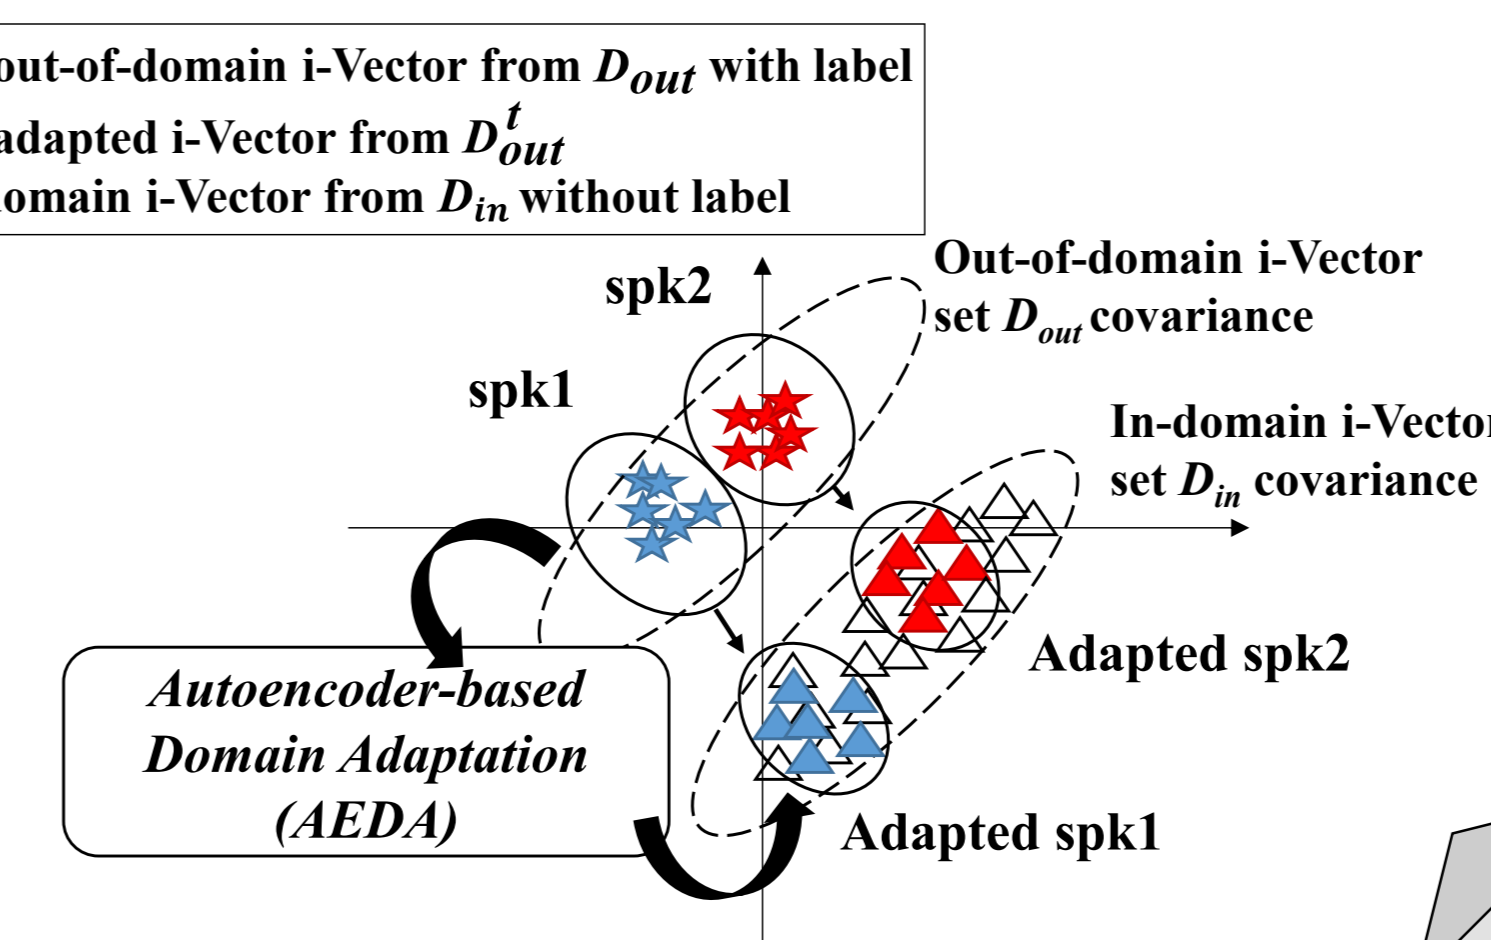 out-of-domain i-Vector from D_out with label
adapted i-Vector from D^t_out
omain i-Vector from D_in without label
spk2
Out-of-domain i-Vector
set D_out covariance
spk1
In-domain i-Vector
set D_in covariance
Adapted spk2
Autoencoder-based
Domain Adaptation
(AEDA)
Adapted spk1